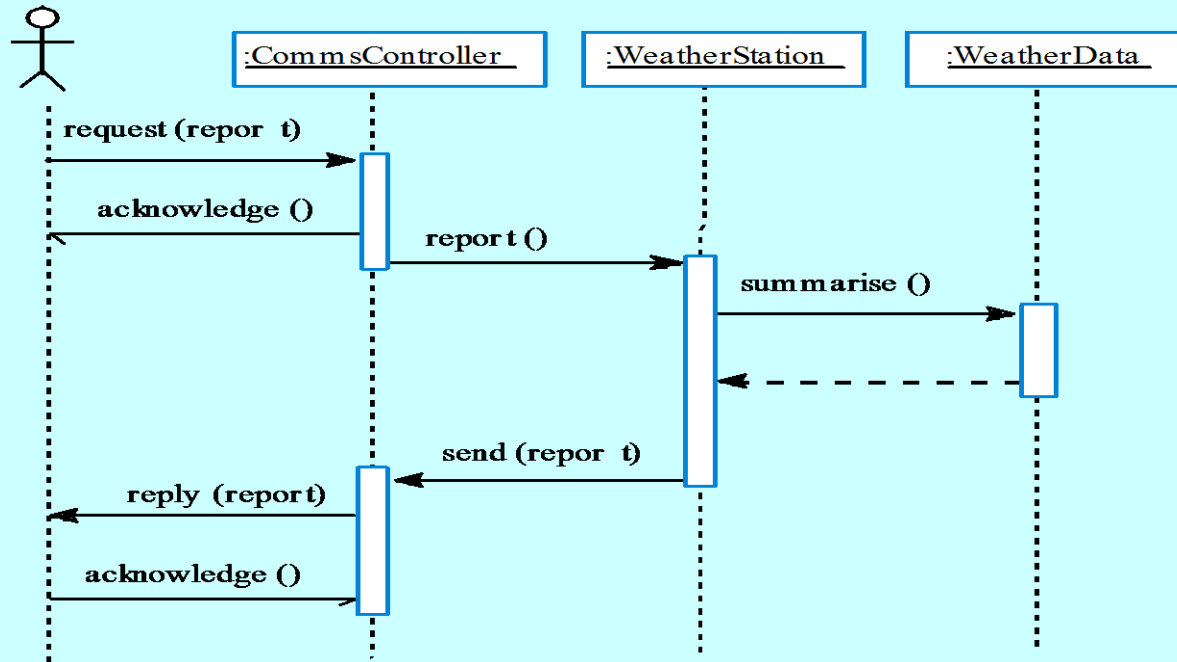 :CommsController
:WeatherStation
:WeatherData
request (repor t)
acknowledge ()
report ()
summarise ()
send (repor t)
reply (report)
acknowledge ()